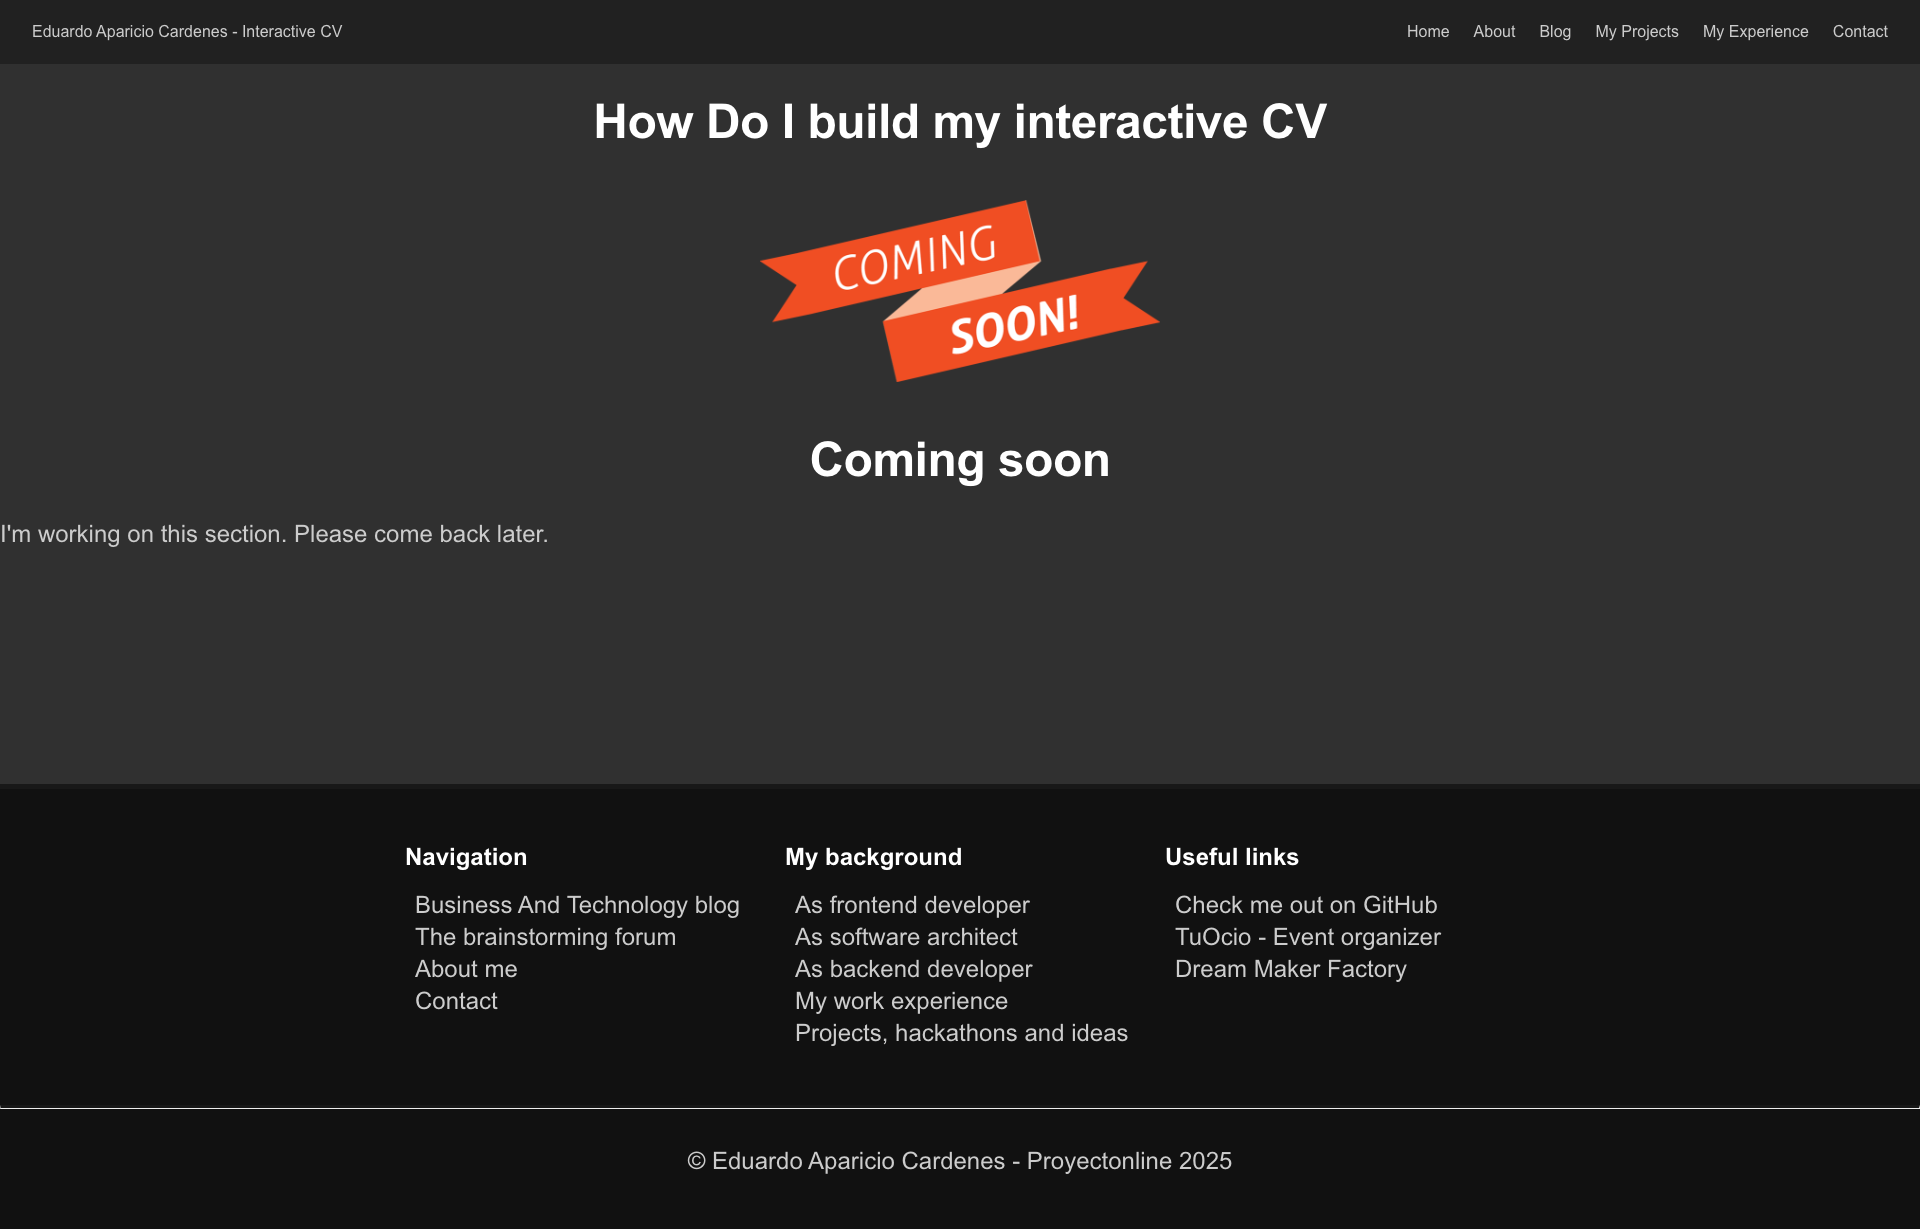 Eduardo Aparicio Cardenes - Interactive CV
Home About Blog My Projects My Experience Contact
How Do I build my interactive CV
COMING
SOON!
Coming soon
I'm working on this section. Please come back later.
Navigation
Business And Technology blog
The brainstorming forum
About me
Contact
My background
As frontend developer
As software architect
As backend developer
My work experience
Projects, hackathons and ideas
Useful links
Check me out on GitHub
TuOcio - Event organizer
Dream Maker Factory
© Eduardo Aparicio Cardenes - Proyectonline 2025